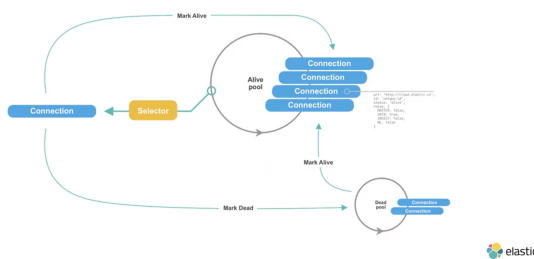 Mark Alive
Alive
pool
Connection
Connection
Connection
Connection
Connection
Selector
Mark Alive
Mark Dead
Dead
pool
Connection
Connection
elastic